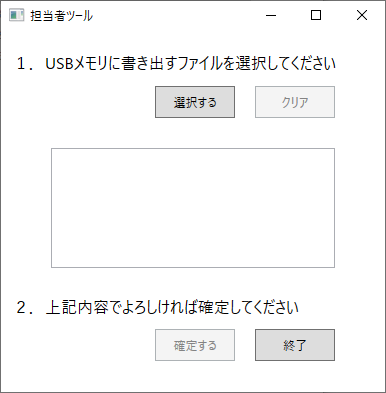 担当者ツール
1．USBメモリに書き出すファイルを選択してください
選択する
クリア
2．上記内容でよろしければ確定してください
確定する
終了